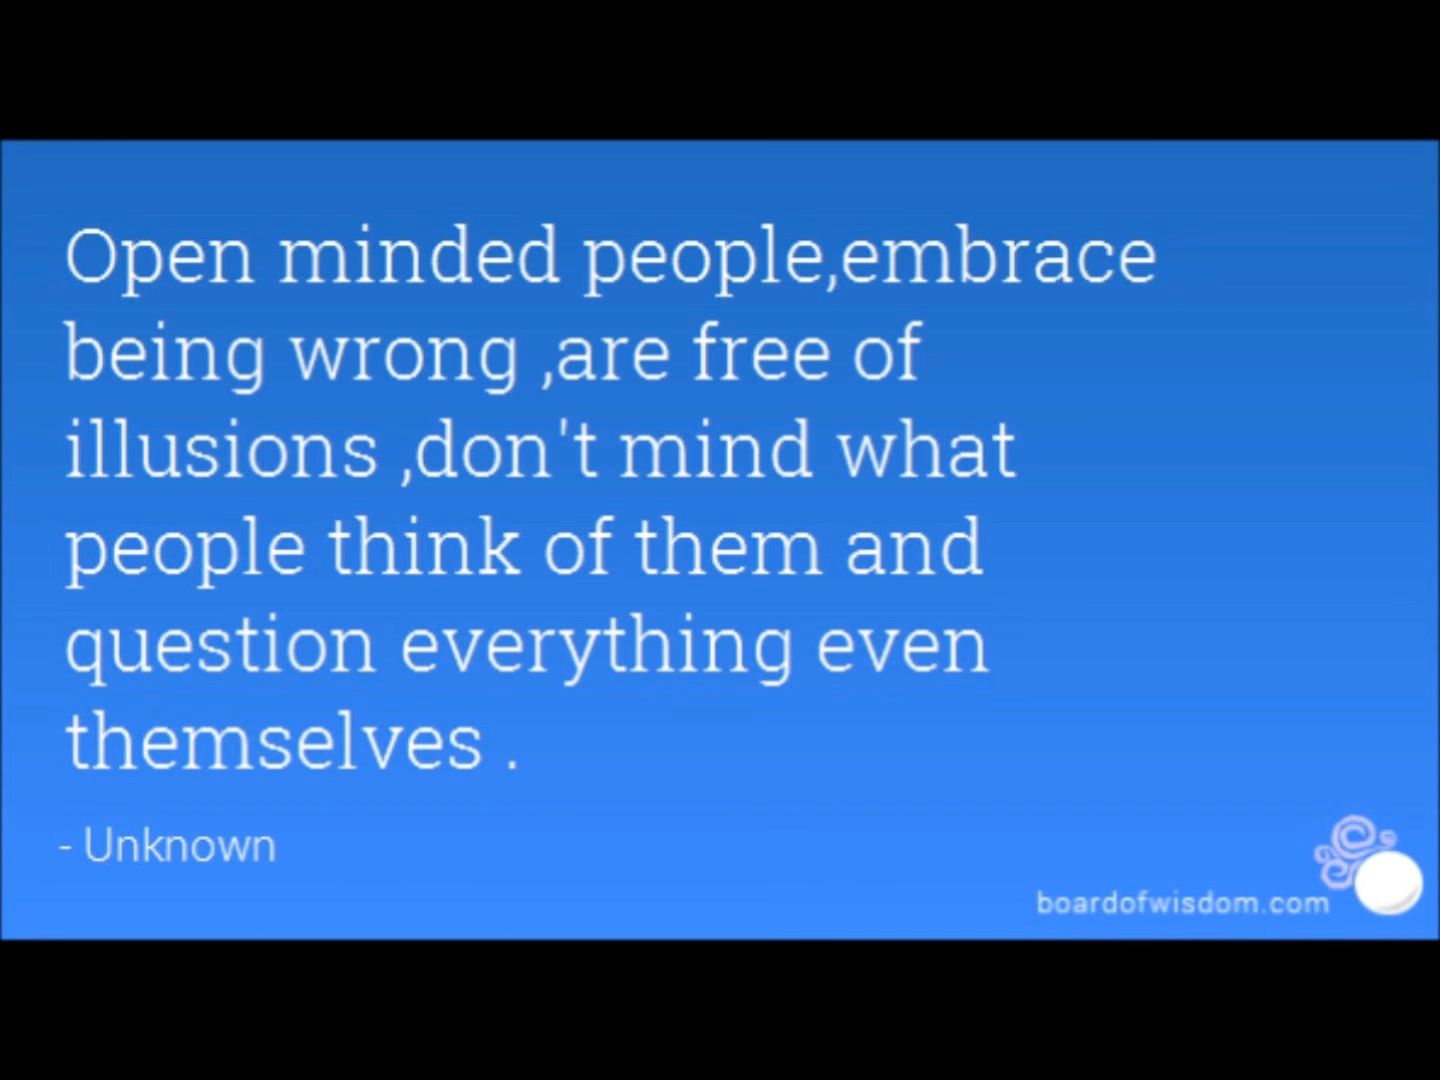 Open minded people,embrace
being wrong ,are free of
illusions ,don't mind what
people think of them and
question everything even
themselves .
- Unknown
boardofwisdom.com